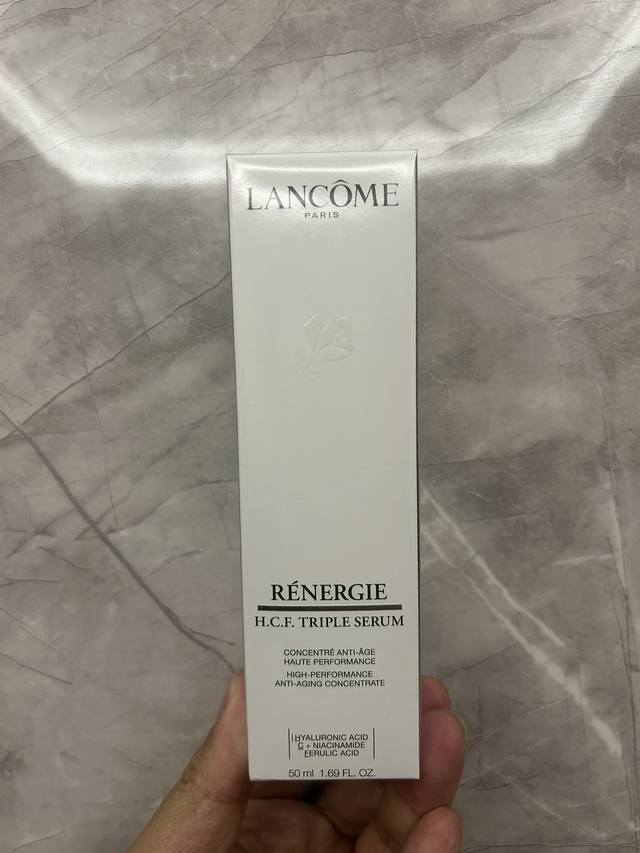 LANCÔME
PARIS
RÉNERGIE
H.C.F. TRIPLE SERUM
CONCENTRÉ ANTI-ÂGE
HAUTE PERFORMANCE
HIGH-PERFORMANCE
ANTI-AGING CONCENTRATE
HYALURONIC ACID
C + NIACINAMIDE
FERULIC ACID
50 ml 1.69 FL. OZ.